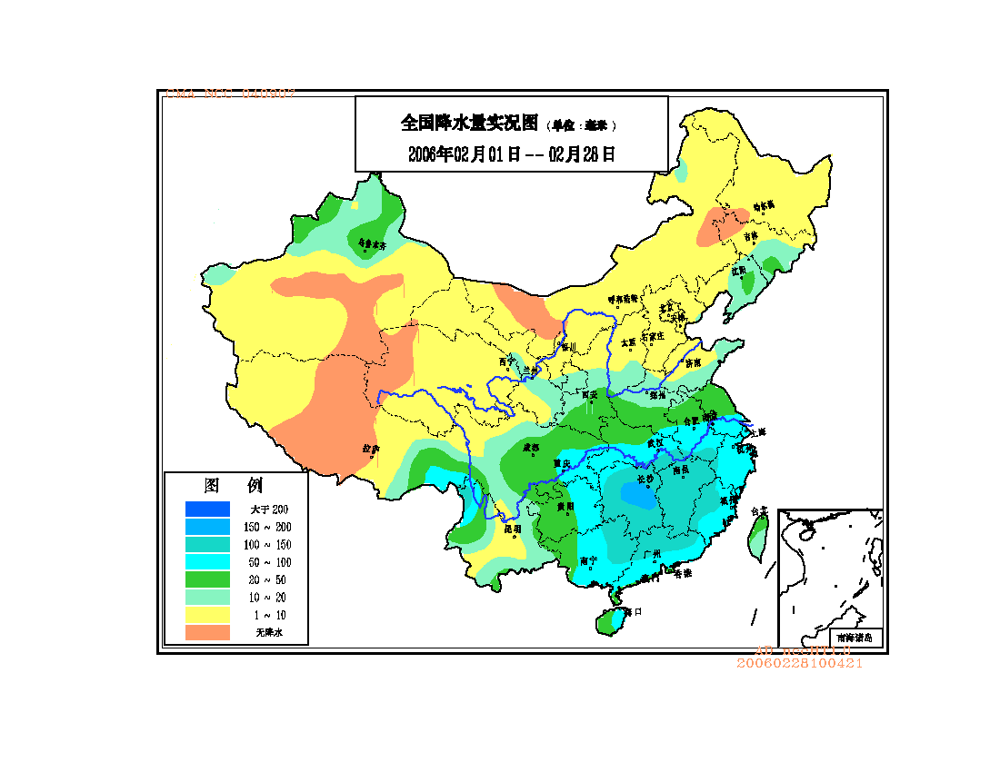 CMA NCC 040902
全国降水量实况图 (单位:毫米)
2006年02月01日--02月28日
哈尔滨
吉林
乌鲁木齐
沈阳
呼和浩特
北京
天津
银川
太原 石家庄
西宁
兰州
济南
西安
郑州
合肥 南京
上海
成都
拉萨
武汉
杭州
重庆
南昌
长沙
贵阳
福州
台北
昆明
南宁
广州
澳门
香港
海口
图 例
大于 200
150 ~ 200
100 ~ 150
50 ~ 100
20 ~ 50
10 ~ 20
1 ~ 10
无降水
南海诸岛
20060228100421